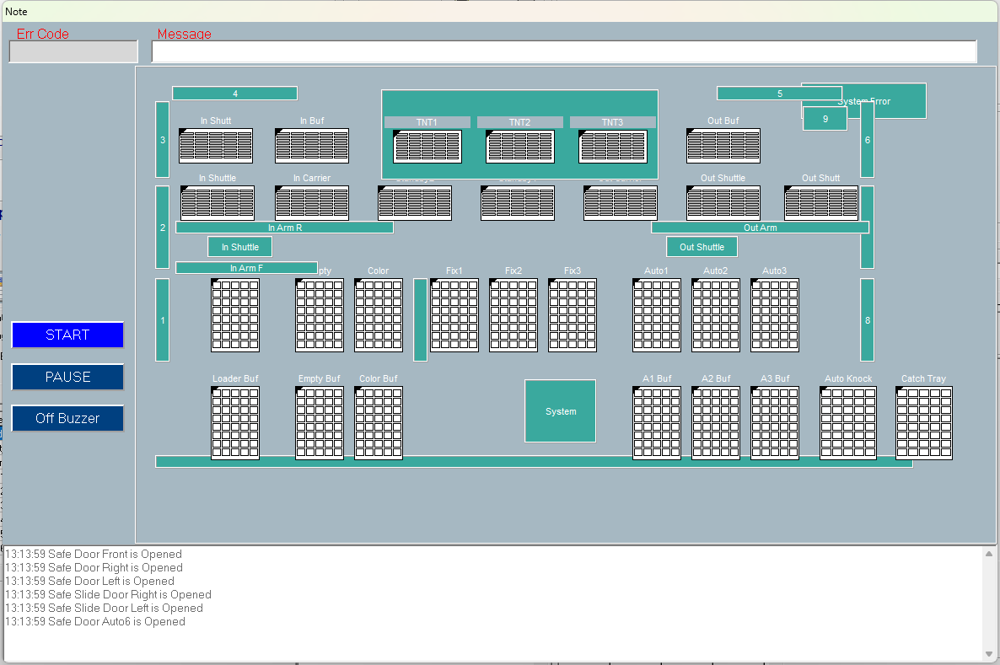 Note
Err Code
Message
4
5
System Error
9
3
In Shutt
In Buf
TNT1
TNT2
TNT3
Out Buf
6
In Shuttle
In Carrier
Out Shuttle
Out Shutt
2
In Arm R
Out Arm
In Shuttle
Out Shuttle
In Arm F
pty
Color
Fix1
Fix2
Fix3
Auto1
Auto2
Auto3
1
8
START
PAUSE
Off Buzzer
Loader Buf
Empty Buf
Color Buf
System
A1 Buf
A2 Buf
A3 Buf
Auto Knock
Catch Tray
13:13:59 Safe Door Front is Opened
13:13:59 Safe Door Right is Opened
13:13:59 Safe Door Left is Opened
13:13:59 Safe Slide Door Right is Opened
13:13:59 Safe Slide Door Left is Opened
13:13:59 Safe Door Auto6 is Opened